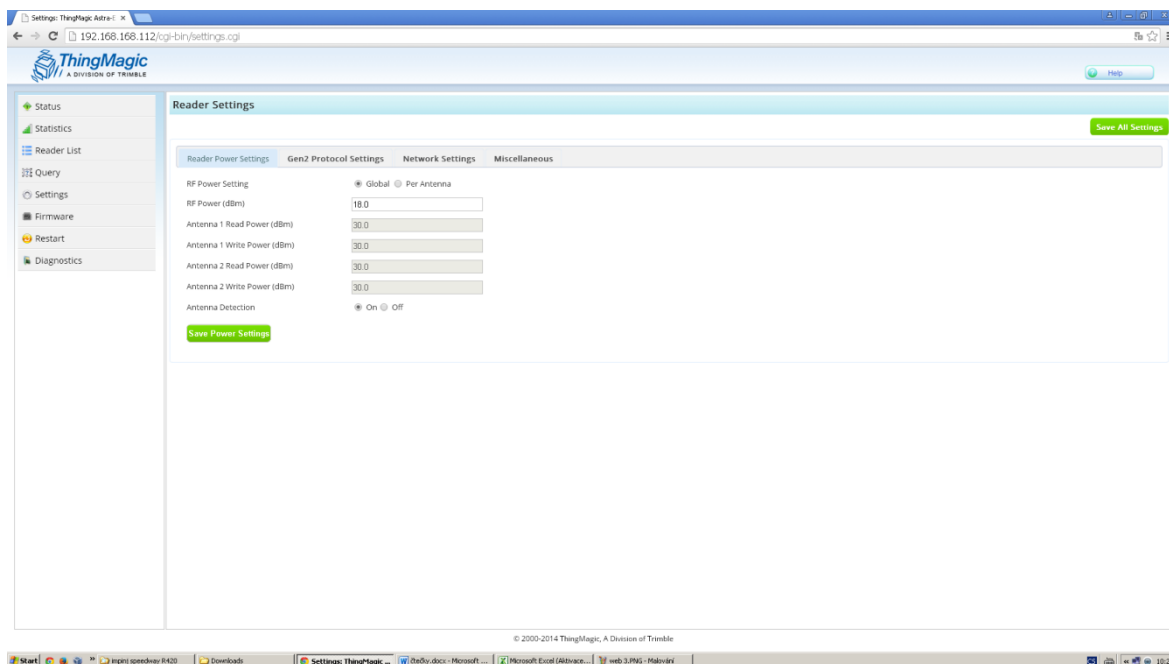 Settings: ThingMagic Astra-E
192.168.168.112/cgi-bin/settings.cgi
ThingMagic
A DIVISION OF TRIMBLE
Help
Status
Statistics
Reader List
Query
Settings
Firmware
Restart
Diagnostics
Reader Settings
Save All Settings
Reader Power Settings Gen2 Protocol Settings Network Settings Miscellaneous
RF Power Setting Global Per Antenna
RF Power (dBm) 18.0
Antenna 1 Read Power (dBm) 30.0
Antenna 1 Write Power (dBm) 30.0
Antenna 2 Read Power (dBm) 30.0
Antenna 2 Write Power (dBm) 30.0
Antenna Detection On Off
Save Power Settings
© 2000-2014 ThingMagic, A Division of Trimble
Start impinj speedway R420 Downloads Settings: ThingMagic ... čtečky.docx - Microsoft ... Microsoft Excel (Aktivace... web 3.PNG - Malování CS